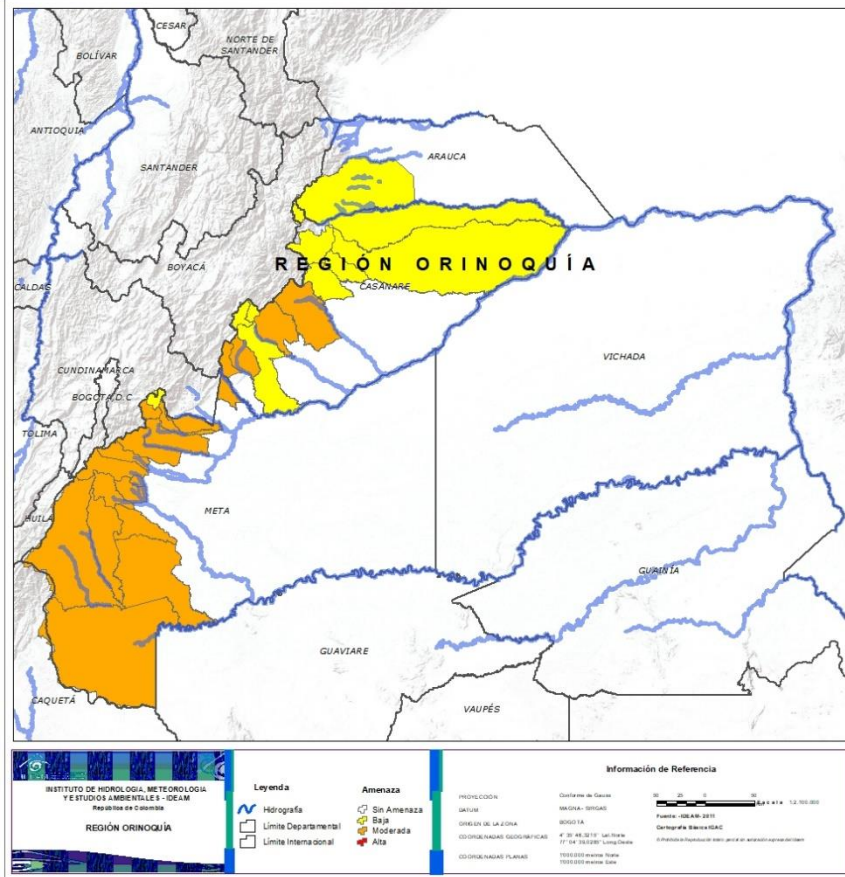 CESAR
NORTE DE
SANTANDER
BOLÍVAR
ANTIOQUIA
ARAUCA
SANTANDER
BOYACÁ
REGIÓN ORINOQUÍA
CALDAS
CASANARE
CUNDINAMARCA
VICHADA
BOGOTÁ, D.C
TOLIMA
META
HUILA
GUAINÍA
GUAVIARE
CAQUETÁ
VAUPÉS
INSTITUTO DE HIDROLOGIA, METEOROLOGIA
Y ESTUDIOS AMBIENTALES - IDEAM
República de Colombia
REGIÓN ORINOQUÍA
Leyenda
Hidrografía
Límite Departamental
Límite Internacional
Amenaza
Sin Amenaza
Baja
Moderada
Alta
Información de Referencia
PROYECCIÓN
Conforme de Gauss
DATUM
MAGNA - SIRGAS
ORIGEN DE LA ZONA
BOGOTÁ
COORDENADAS GEOGRÁFICAS
COORDENADAS PLANAS
Escala
Fuente: - IDEAM - 2011
Cartografía Básica IGAC